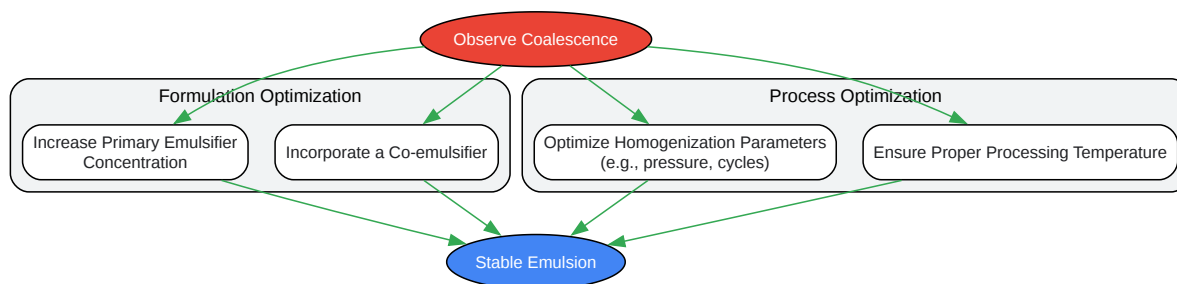 Observe Coalescence
Formulation Optimization
Process Optimization
Increase Primary Emulsifier
Concentration
Incorporate a Co-emulsifier
Optimize Homogenization Parameters
(e.g., pressure, cycles)
Ensure Proper Processing Temperature
Stable Emulsion